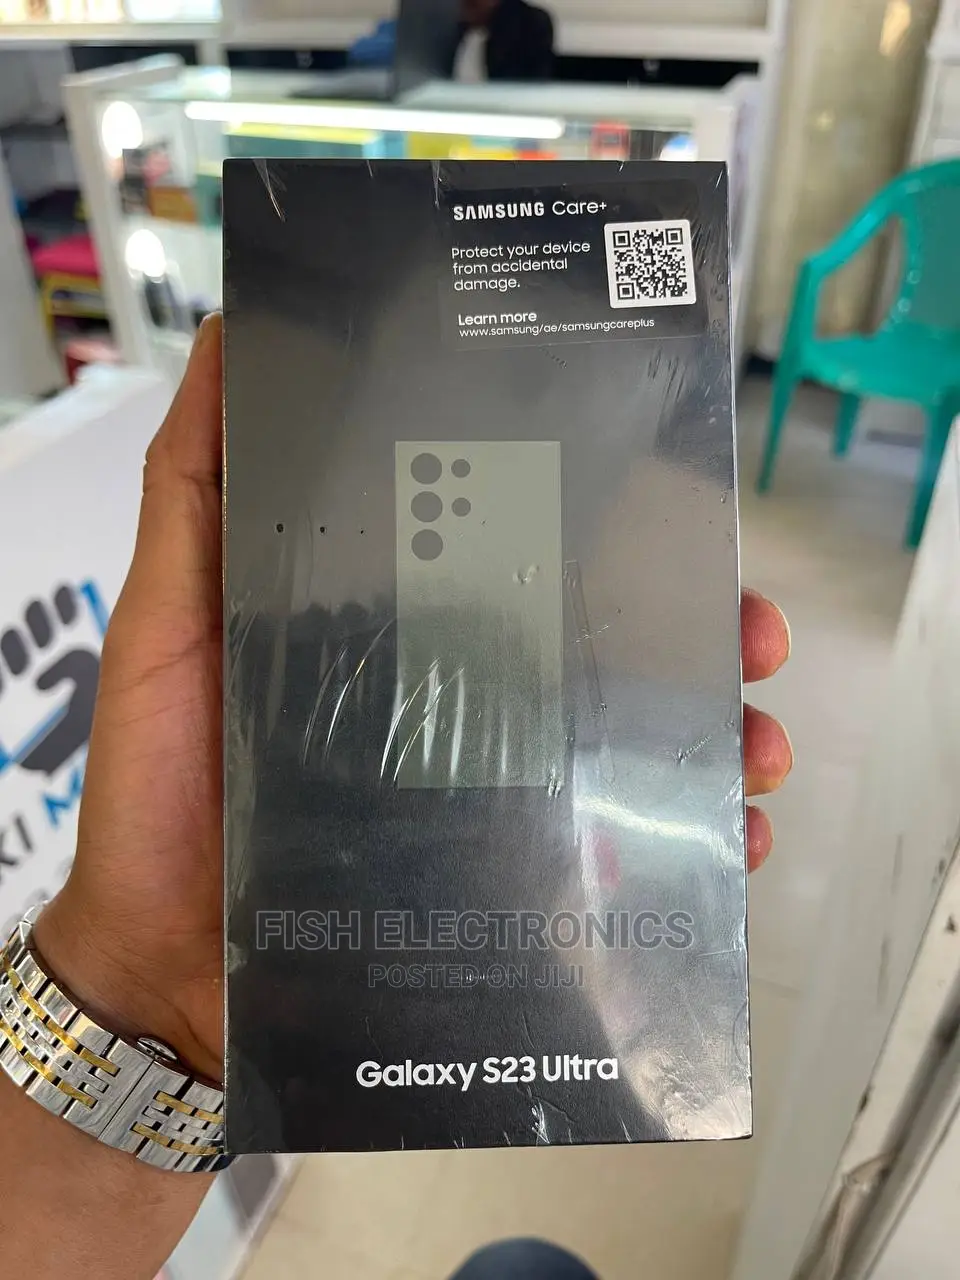 SAMSUNG Care+
Protect your device
from accidental
damage.
Learn more
www.samsung/ae/samsungcareplus
FISH ELECTRONICS
POSTED ON JIJI
Galaxy S23 Ultra